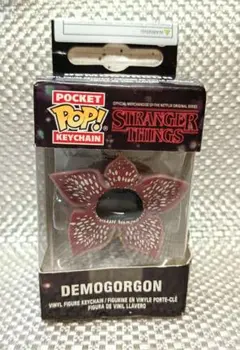 POCKET
POP!
KEYCHAIN
OFFICIAL MERCHANDISE OF THE NETFLIX ORIGINAL SERIES
STRANGER
THINGS
DEMOGORGON
VINYL FIGURE KEYCHAIN / FIGURINE EN VINYLE PORTE-CLÉ
FIGURA DE VINIL LLAVERO